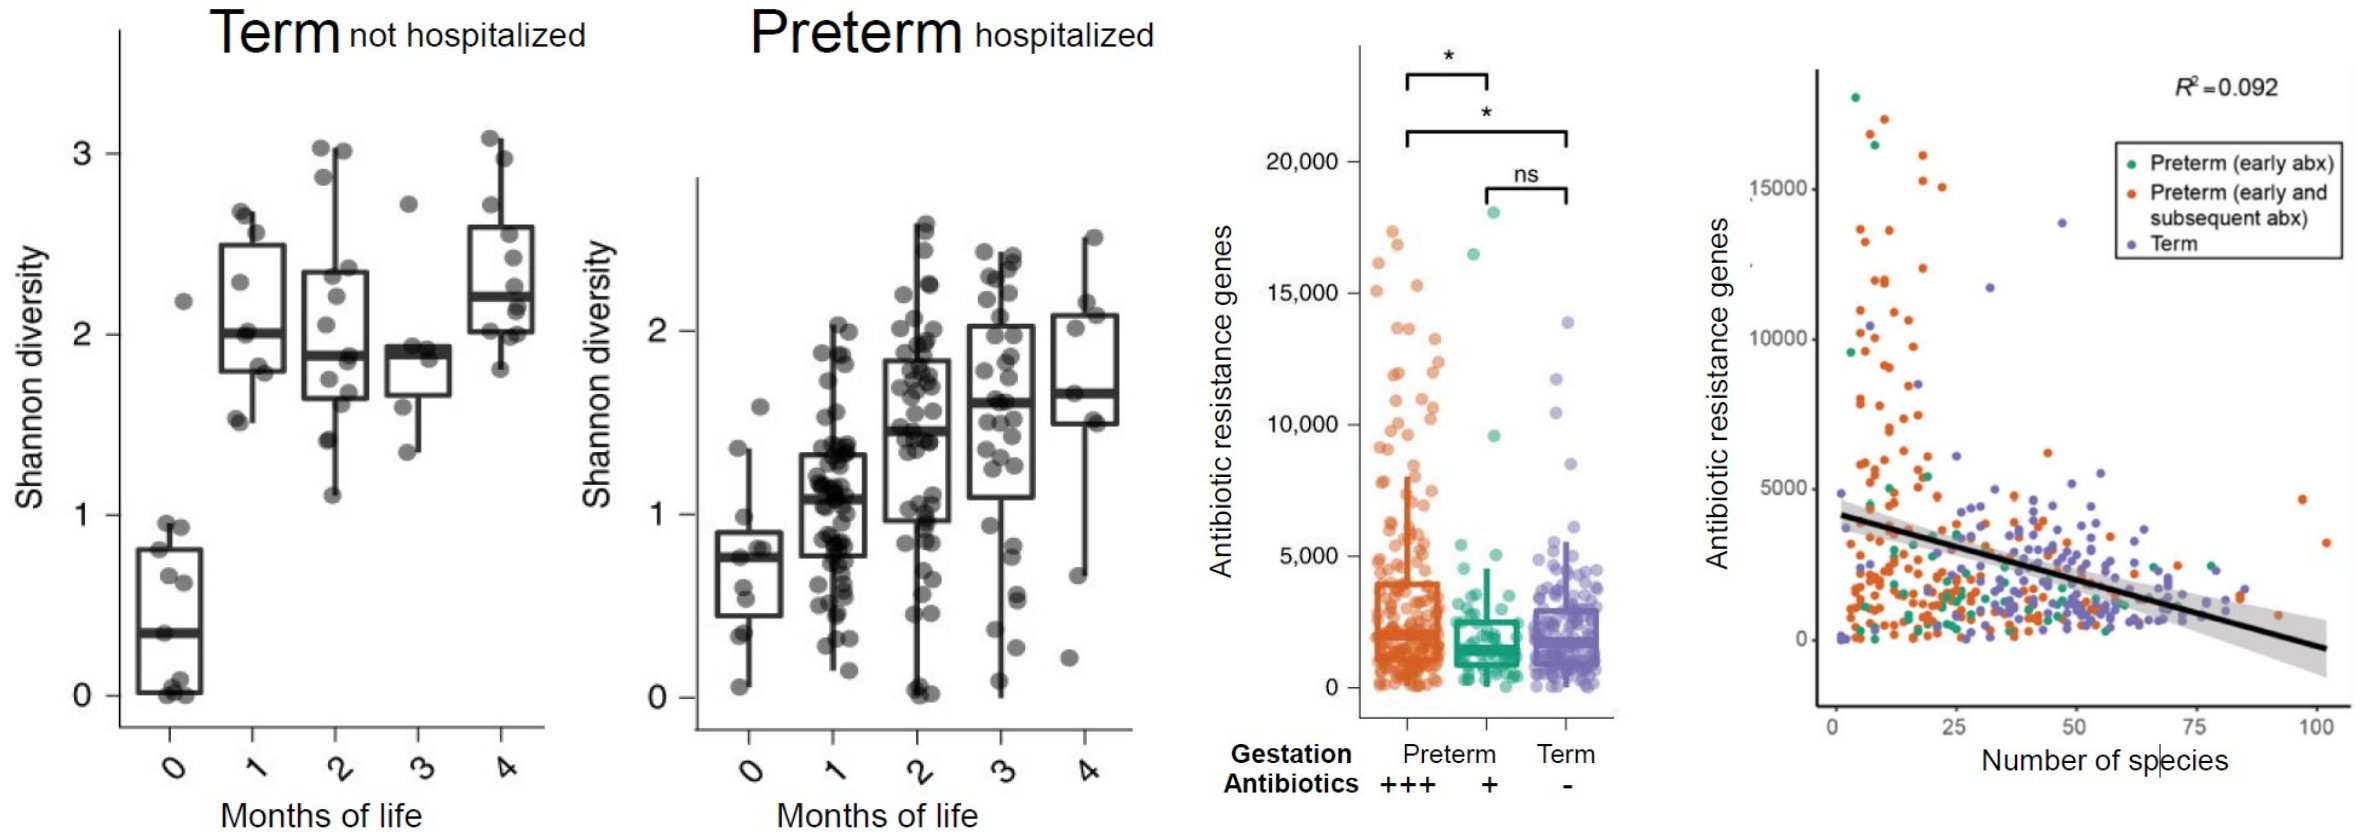 Term not hospitalized
Shannon diversity
3
2
1
0
0 1 2 3 4
Months of life
Preterm hospitalized
Shannon diversity
2
1
0
0 1 2 3 4
Months of life
*
*
ns
Antibiotic resistance genes
20,000
15,000
10,000
5,000
0
Gestation Preterm Term
Antibiotics +++ + -
R²=0.092
Preterm (early abx)
Preterm (early and
subsequent abx)
Term
Antibiotic resistance genes
15000
10000
5000
0
0 25 50 75 100
Number of species